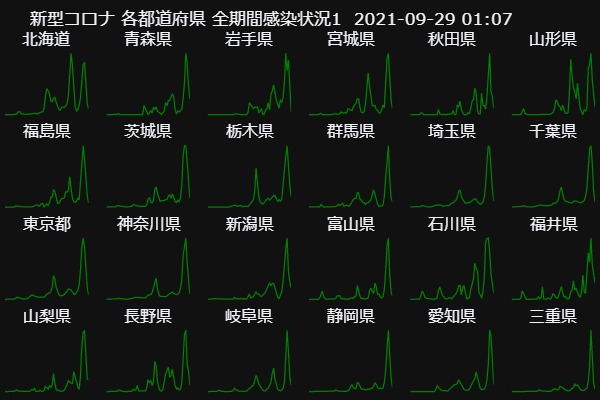 新型コロナ 各都道府県 全期間感染状況1 2021-09-29 01:07
北海道 青森県 岩手県 宮城県 秋田県 山形県
福島県 茨城県 栃木県 群馬県 埼玉県 千葉県
東京都 神奈川県 新潟県 富山県 石川県 福井県
山梨県 長野県 岐阜県 静岡県 愛知県 三重県